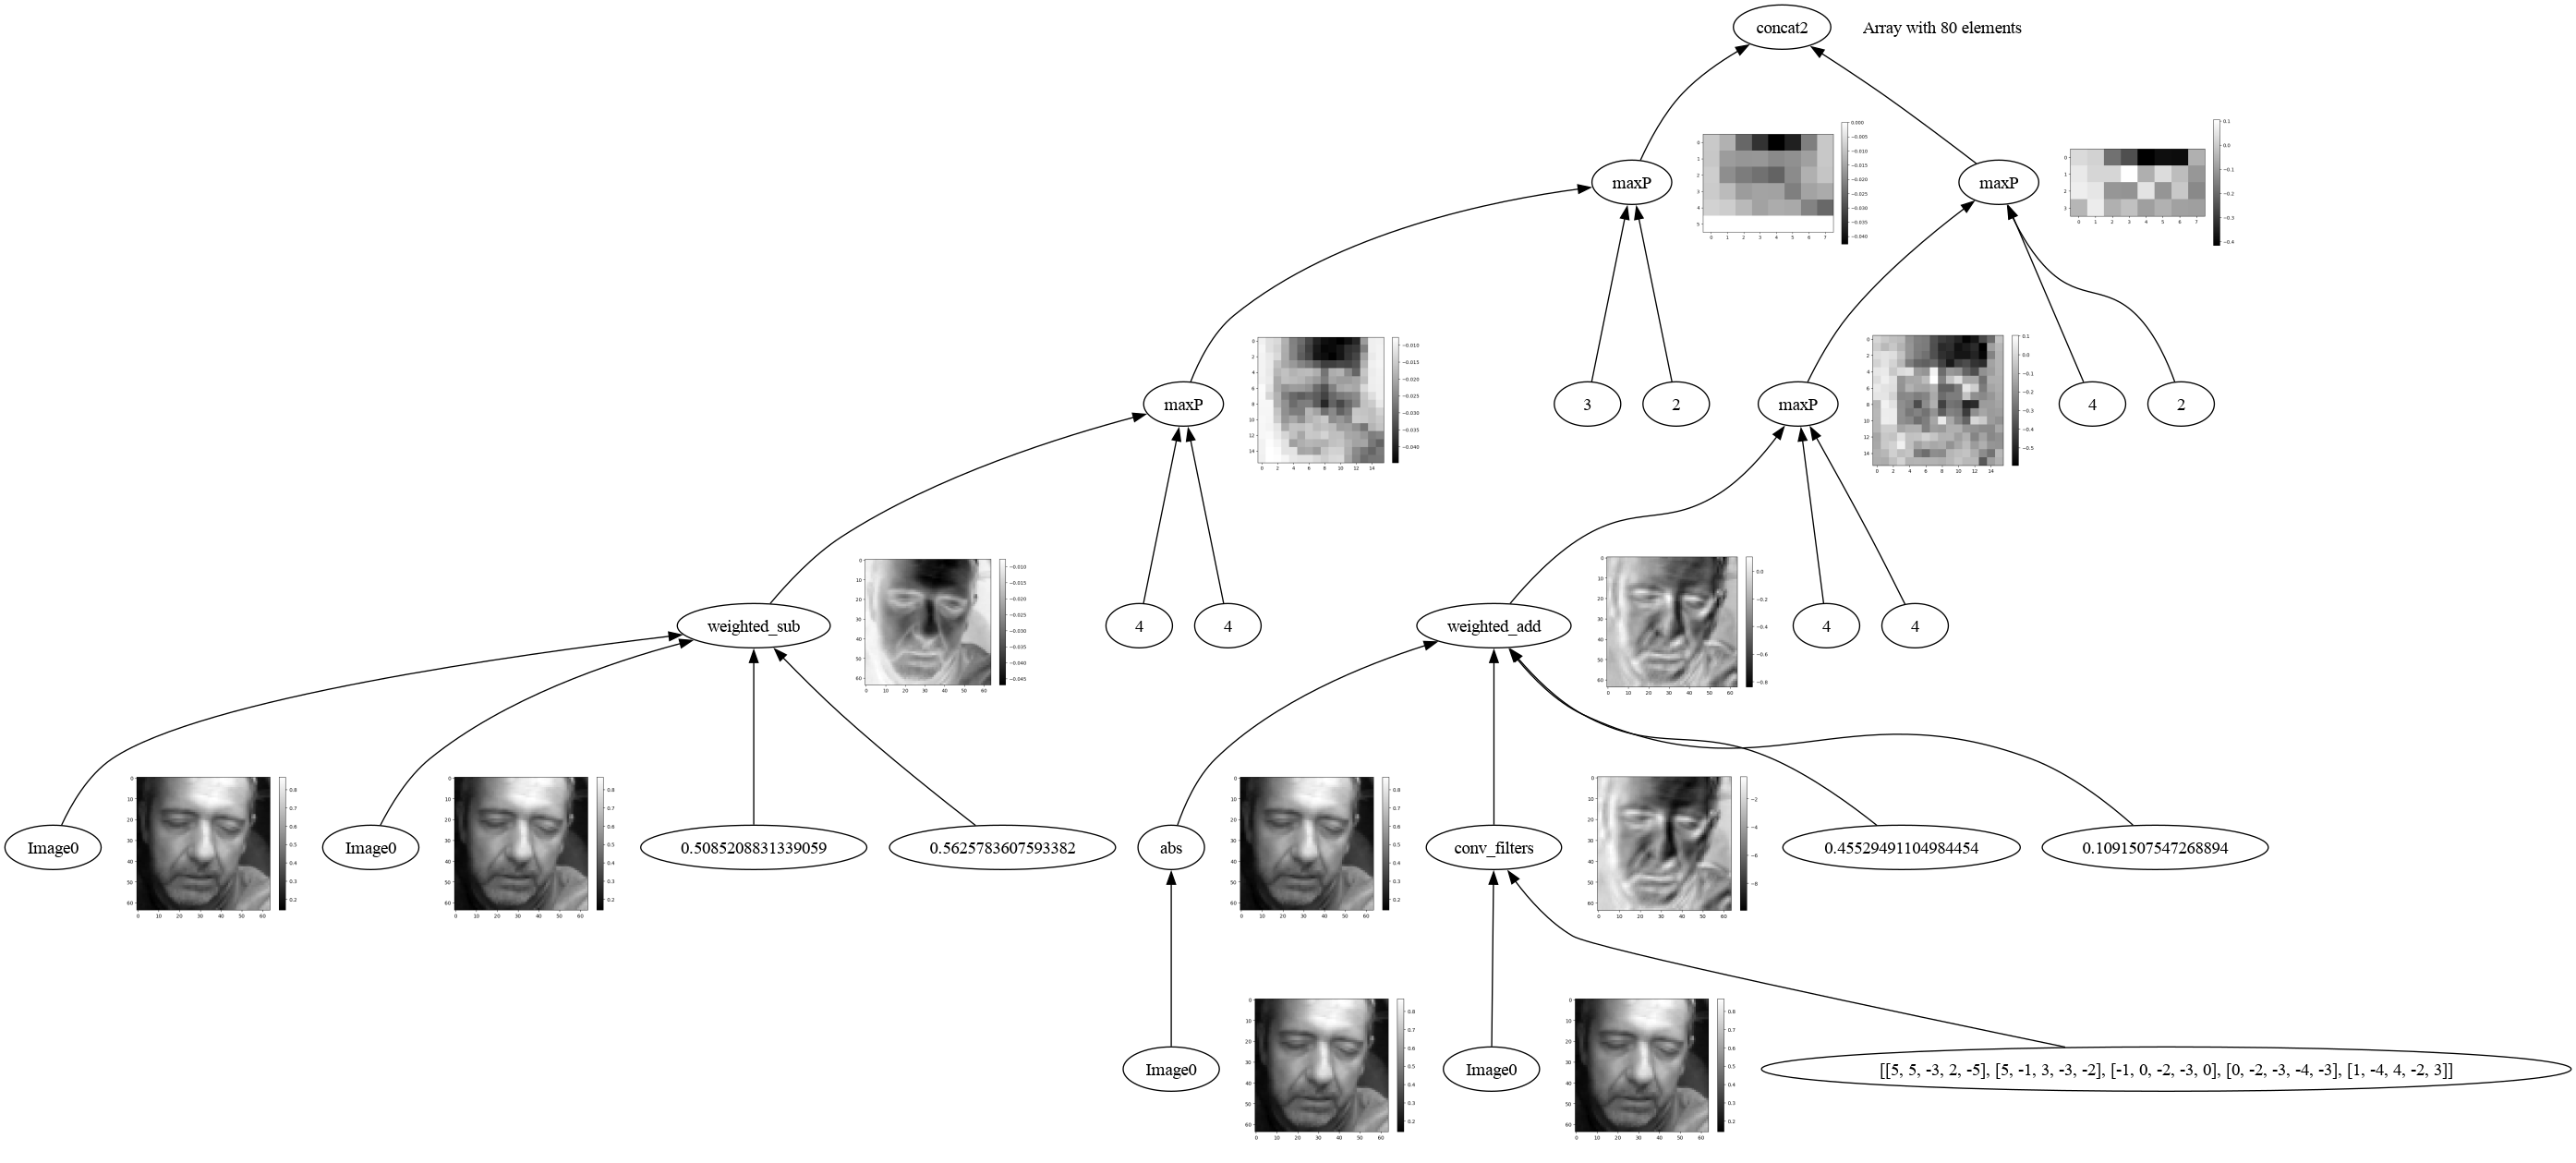 concat2
Array with 80 elements
maxP
maxP
maxP
3
2
maxP
4
2
weighted_sub
4
4
weighted_add
4
4
Image0
Image0
0.5085208831339059
0.5625783607593382
abs
conv_filters
0.45529491104984454
0.1091507547268894
Image0
Image0
[[5, 5, -3, 2, -5], [5, -1, 3, -3, -2], [-1, 0, -2, -3, 0], [0, -2, -3, -4, -3], [1, -4, 4, -2, 3]]